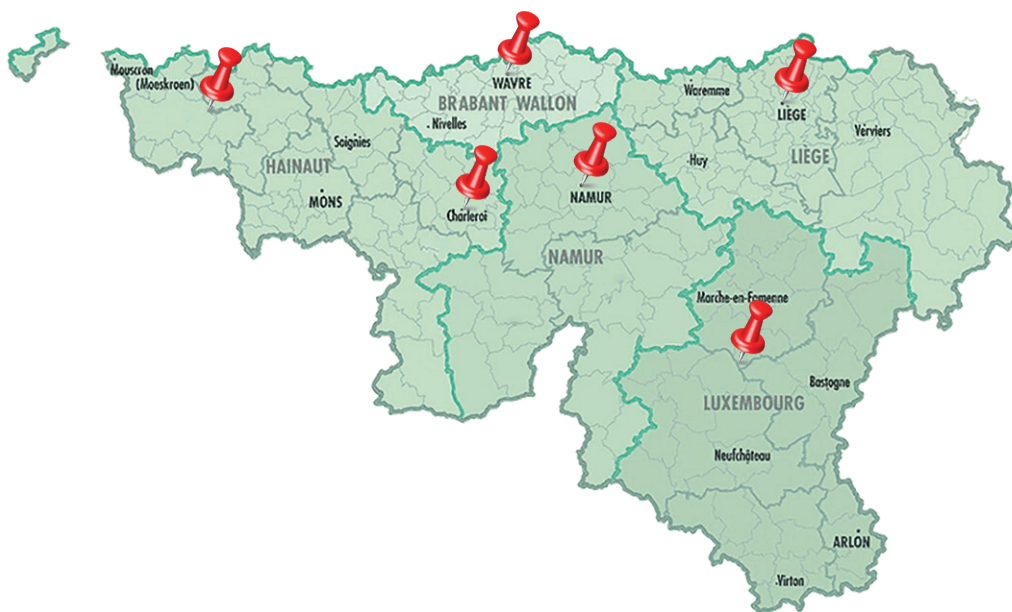 Mouscron
(Moeskroen)
WAVRE
BRABANT WALLON
Nivelles
Waremme
LIEGE
Verviers
Soignies
HAINAUT
MONS
Charleroi
NAMUR
Huy
LIÈGE
NAMUR
Marche-en-Famenne
Bastogne
LUXEMBOURG
Neufchâteau
ARLON
Virton